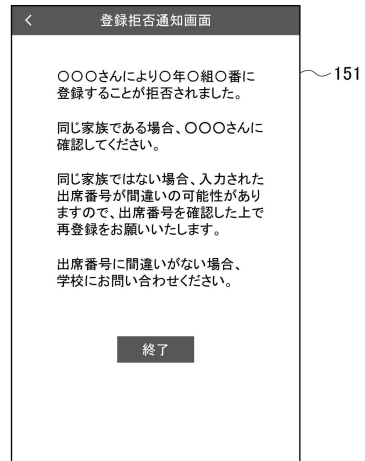 < 登録拒否通知画面
〇〇〇さんにより〇年〇組〇番に
登録することが拒否されました。
同じ家族である場合、〇〇〇さんに
確認してください。
同じ家族ではない場合、入力された
出席番号が間違いの可能性があり
ますので、出席番号を確認した上で
再登録をお願いいたします。
出席番号に間違いがない場合、
学校にお問い合わせください。
終了
151